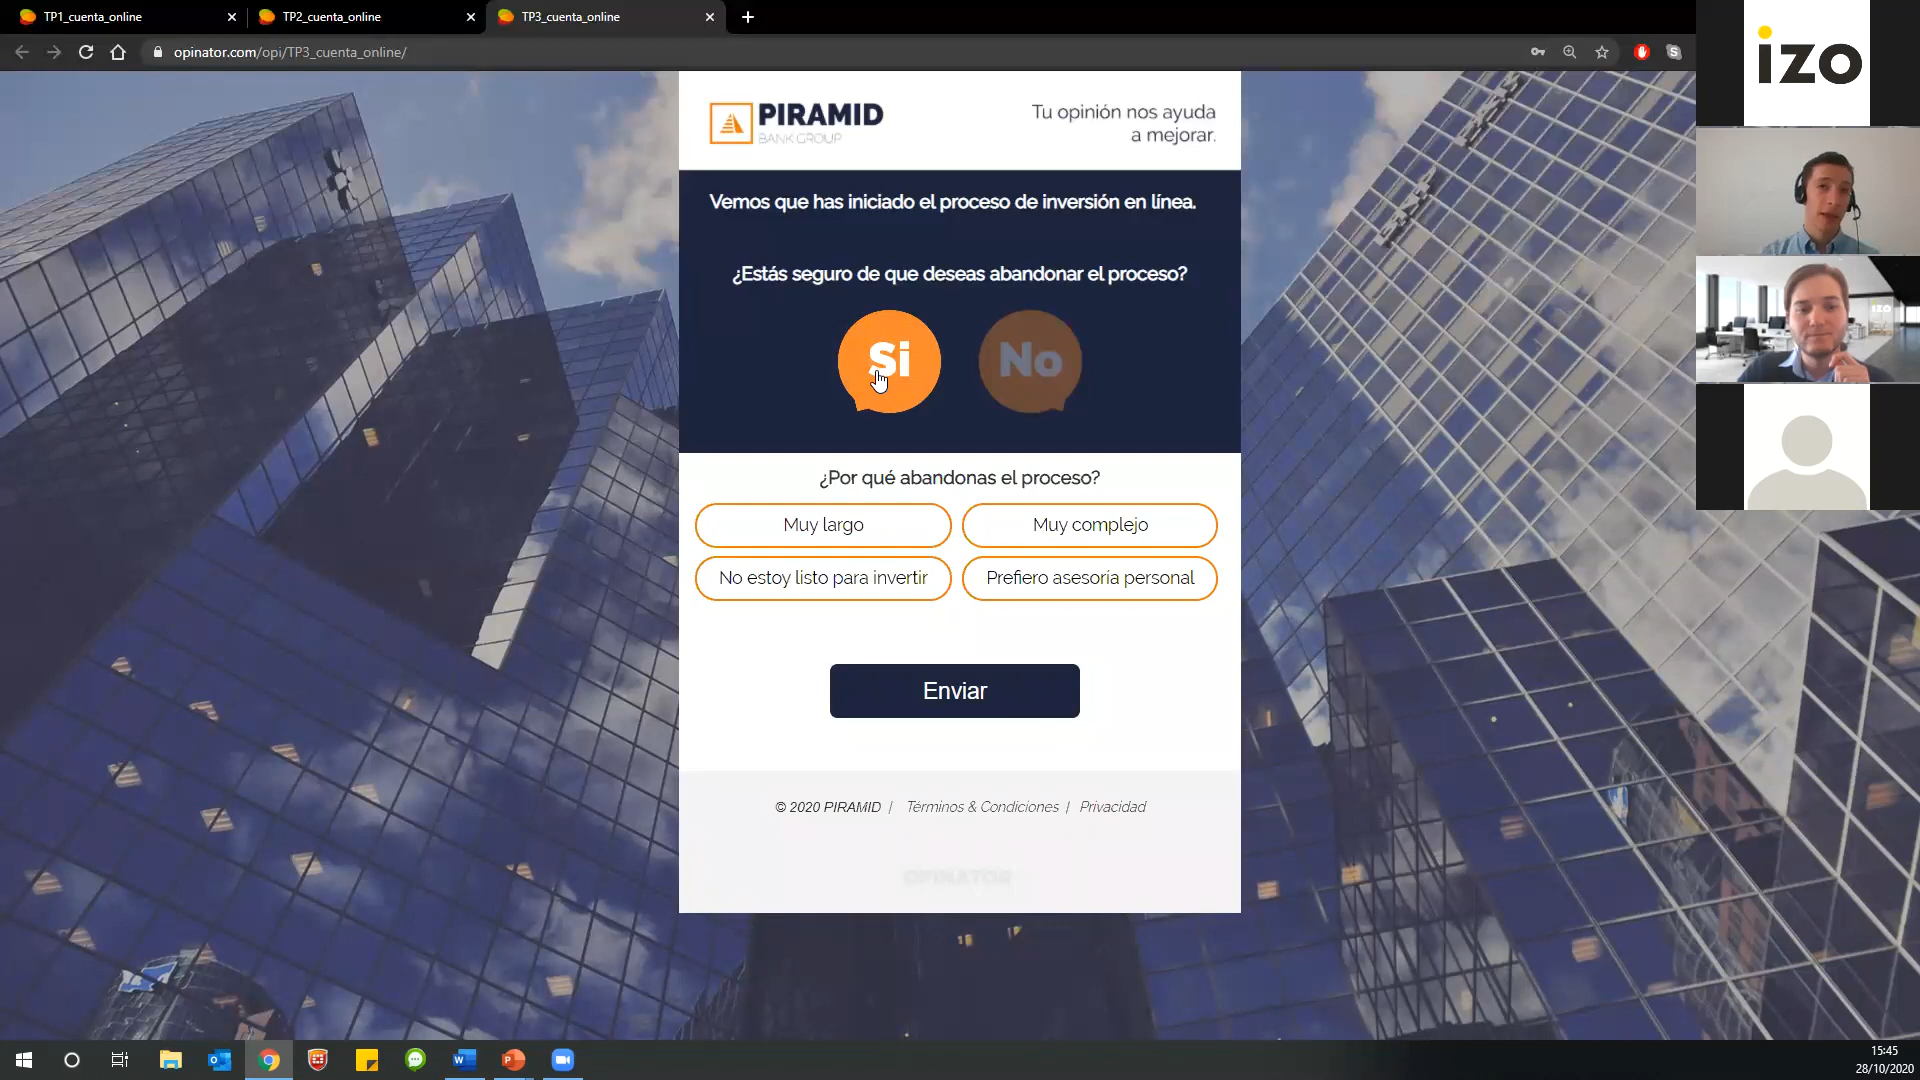 TP1_cuenta_online
TP2_cuenta_online
TP3_cuenta_online
opinator.com/opi/TP3_cuenta_online/
izo
PIRAMID
BANK GROUP
Tu opinión nos ayuda
a mejorar.
Vemos que has iniciado el proceso de inversión en línea.
¿Estás seguro de que deseas abandonar el proceso?
Si
No
¿Por qué abandonas el proceso?
Muy largo
Muy complejo
No estoy listo para invertir
Prefiero asesoría personal
Enviar
© 2020 PIRAMID | Términos & Condiciones | Privacidad
OPINATOR
15:45
28/10/2020